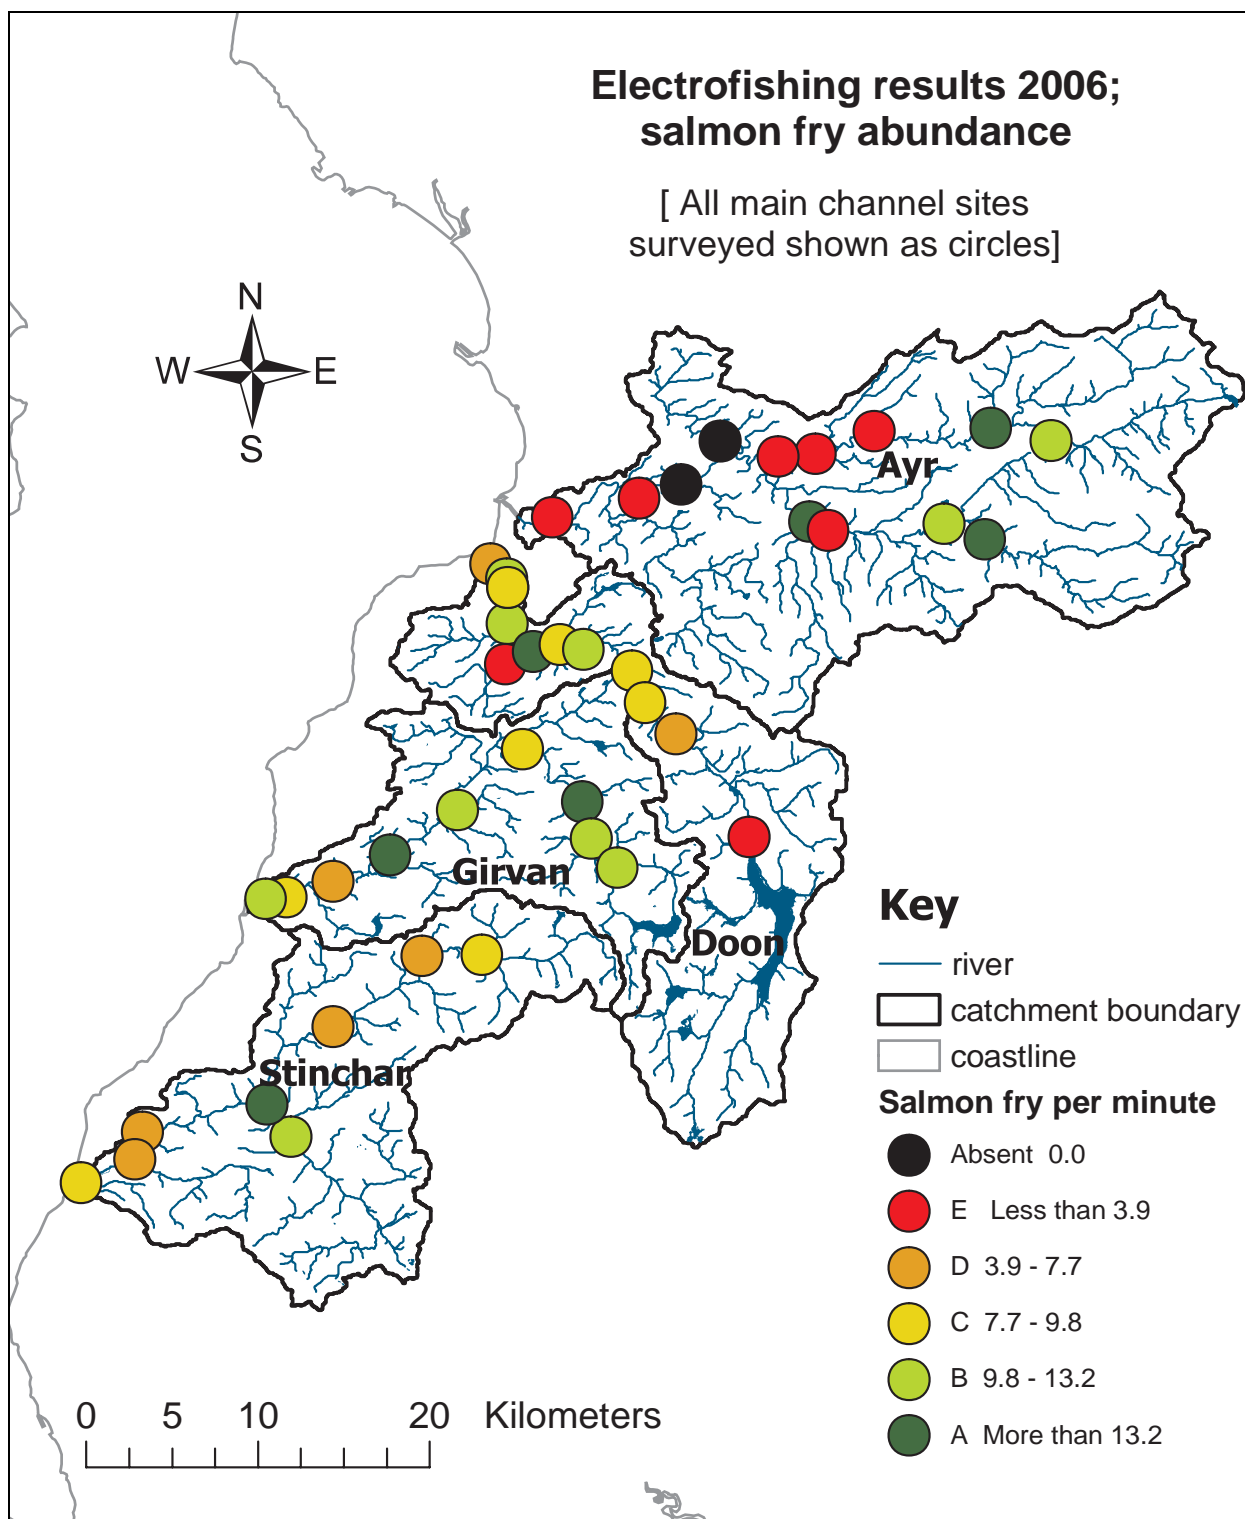 Electrofishing results 2006;
salmon fry abundance
[ All main channel sites
surveyed shown as circles]
N
W E
S
Ayr
Girvan
Doon
Stinchar
Key
river
catchment boundary
coastline
Salmon fry per minute
Absent 0.0
E Less than 3.9
D 3.9 - 7.7
C 7.7 - 9.8
B 9.8 - 13.2
A More than 13.2
0 5 10 20 Kilometers